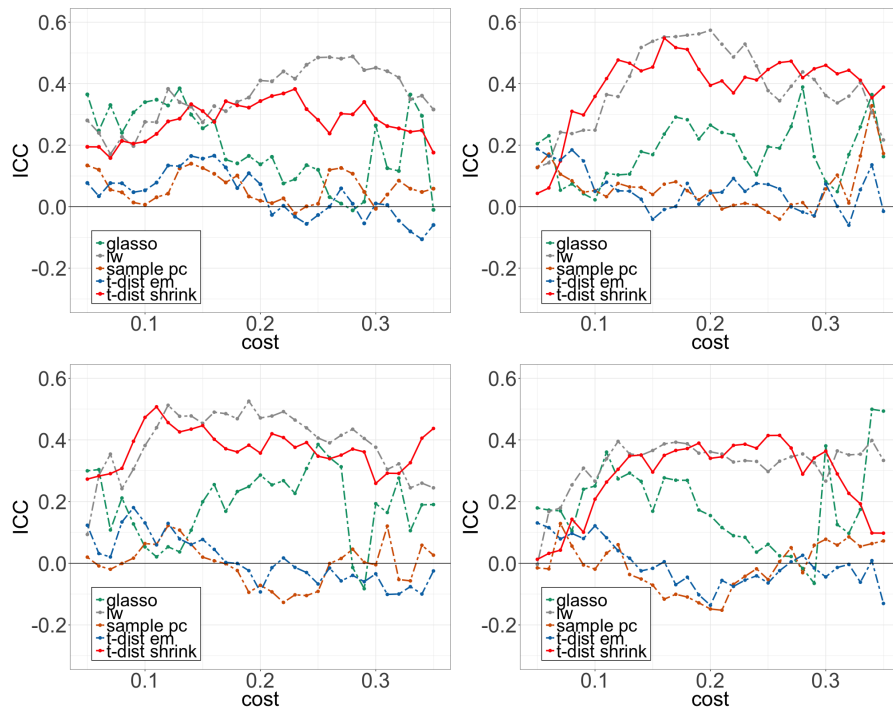 0.6
0.4
0.2
0.0
-0.2
ICC
glasso
lw
sample pc
t-dist em
t-dist shrink
0.1
0.2
0.3
cost
0.6
0.4
0.2
0.0
-0.2
ICC
glasso
lw
sample pc
t-dist em
t-dist shrink
0.1
0.2
0.3
cost
0.6
0.4
0.2
0.0
-0.2
ICC
glasso
lw
sample pc
t-dist em
t-dist shrink
0.1
0.2
0.3
cost
0.6
0.4
0.2
0.0
-0.2
ICC
glasso
lw
sample pc
t-dist em
t-dist shrink
0.1
0.2
0.3
cost